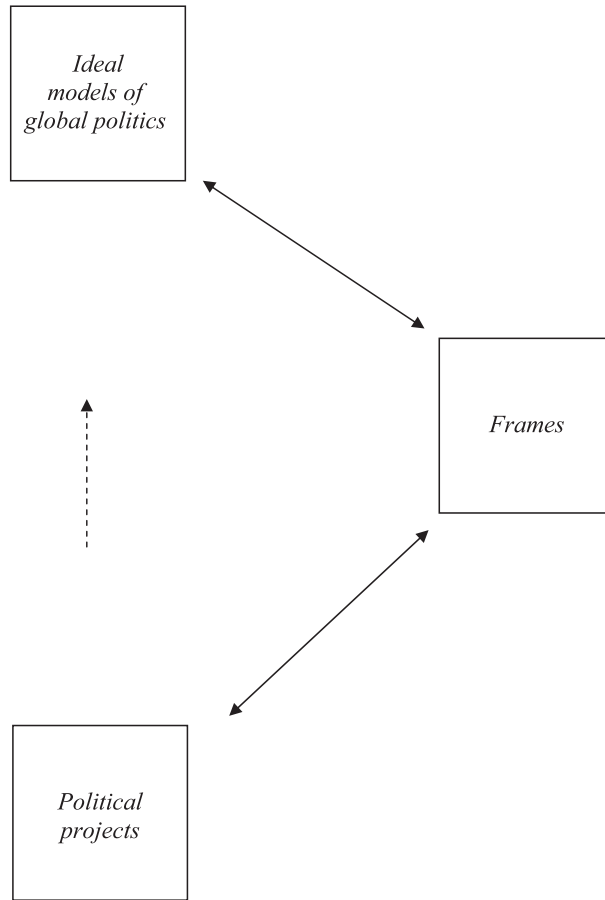 Ideal
models of
global politics
Frames
Political
projects